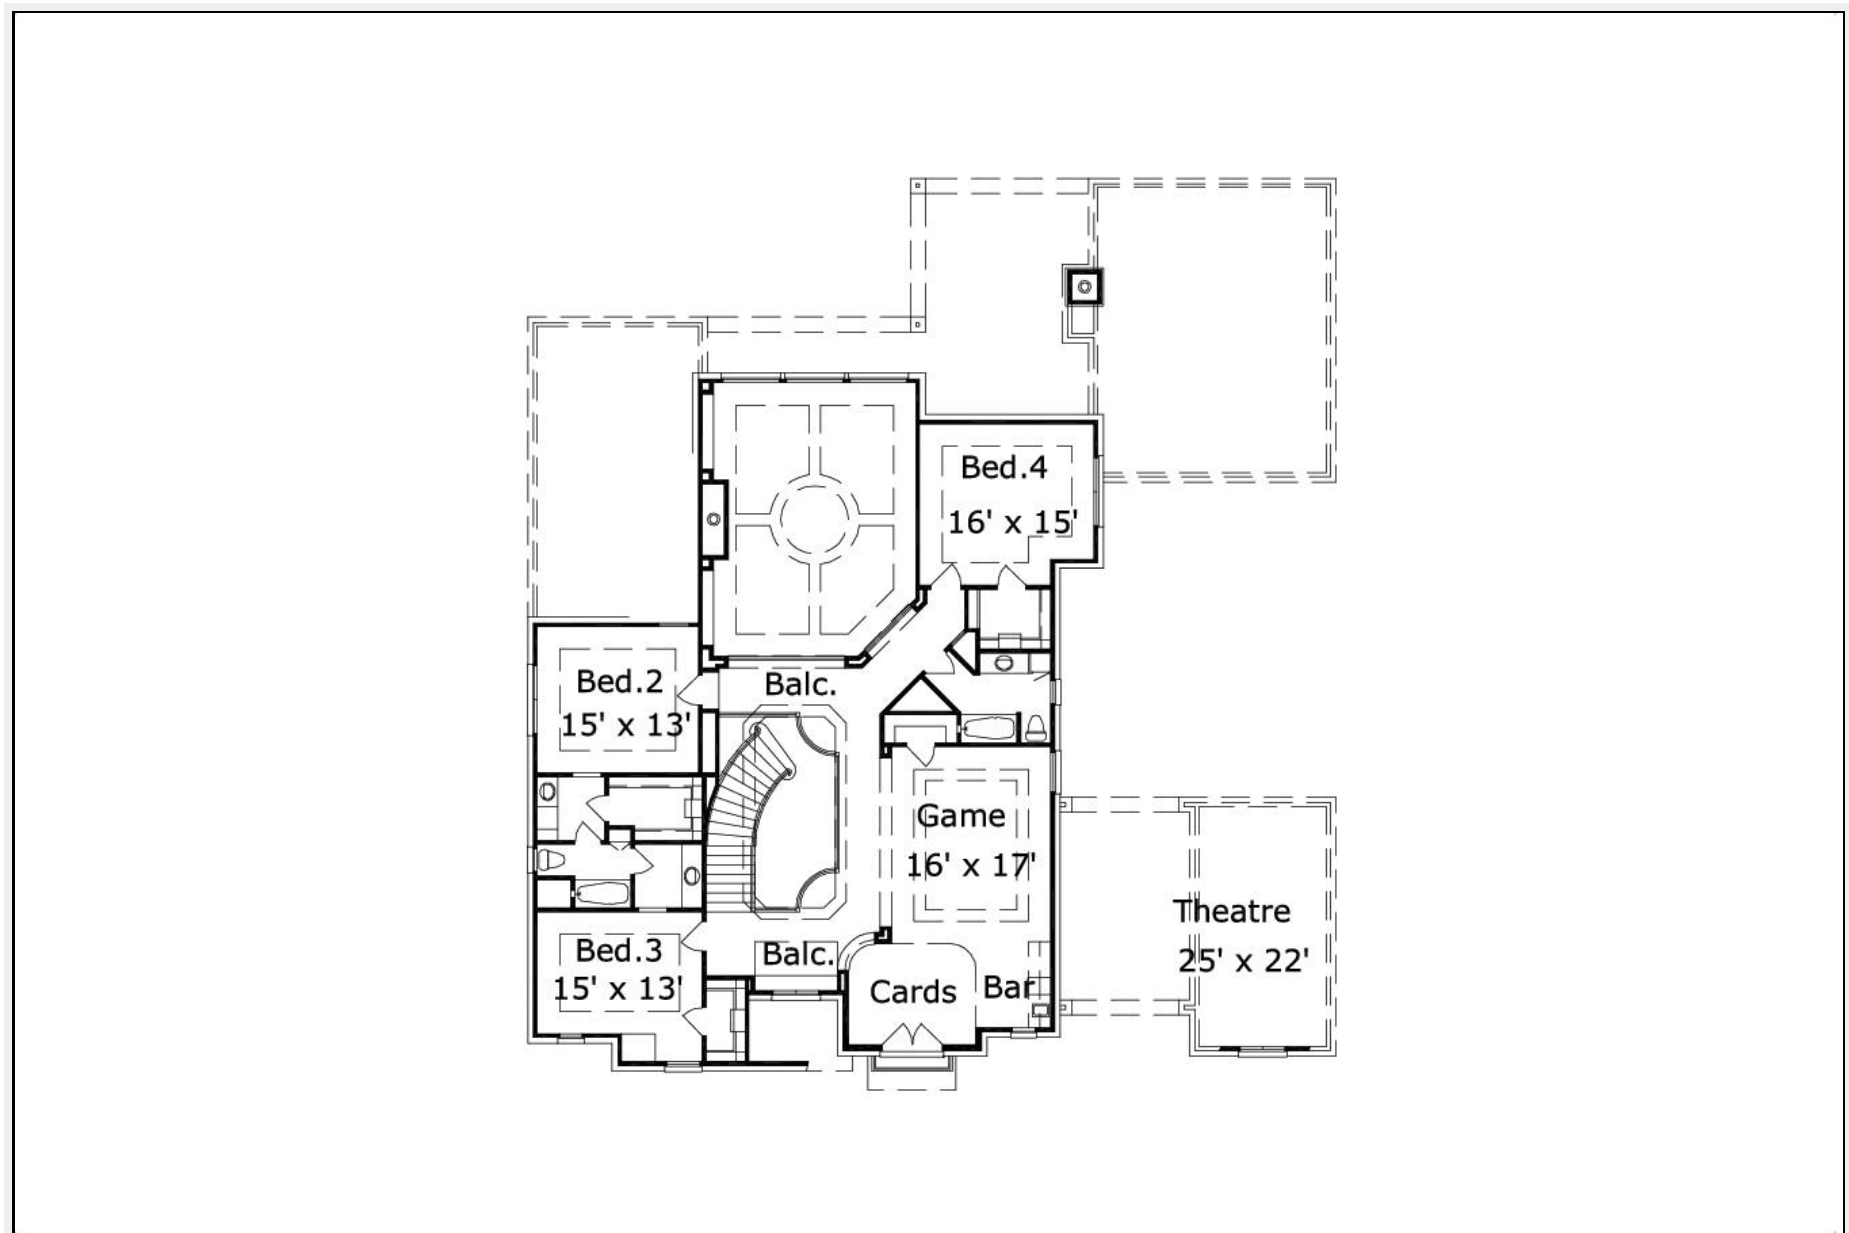 Bed.4
16' x 15'
Bed.2
15' x 13'
Balc.
Game
16' x 17'
Theatre
25' x 22'
Bed.3
15' x 13'
Balc.
Cards
Bar